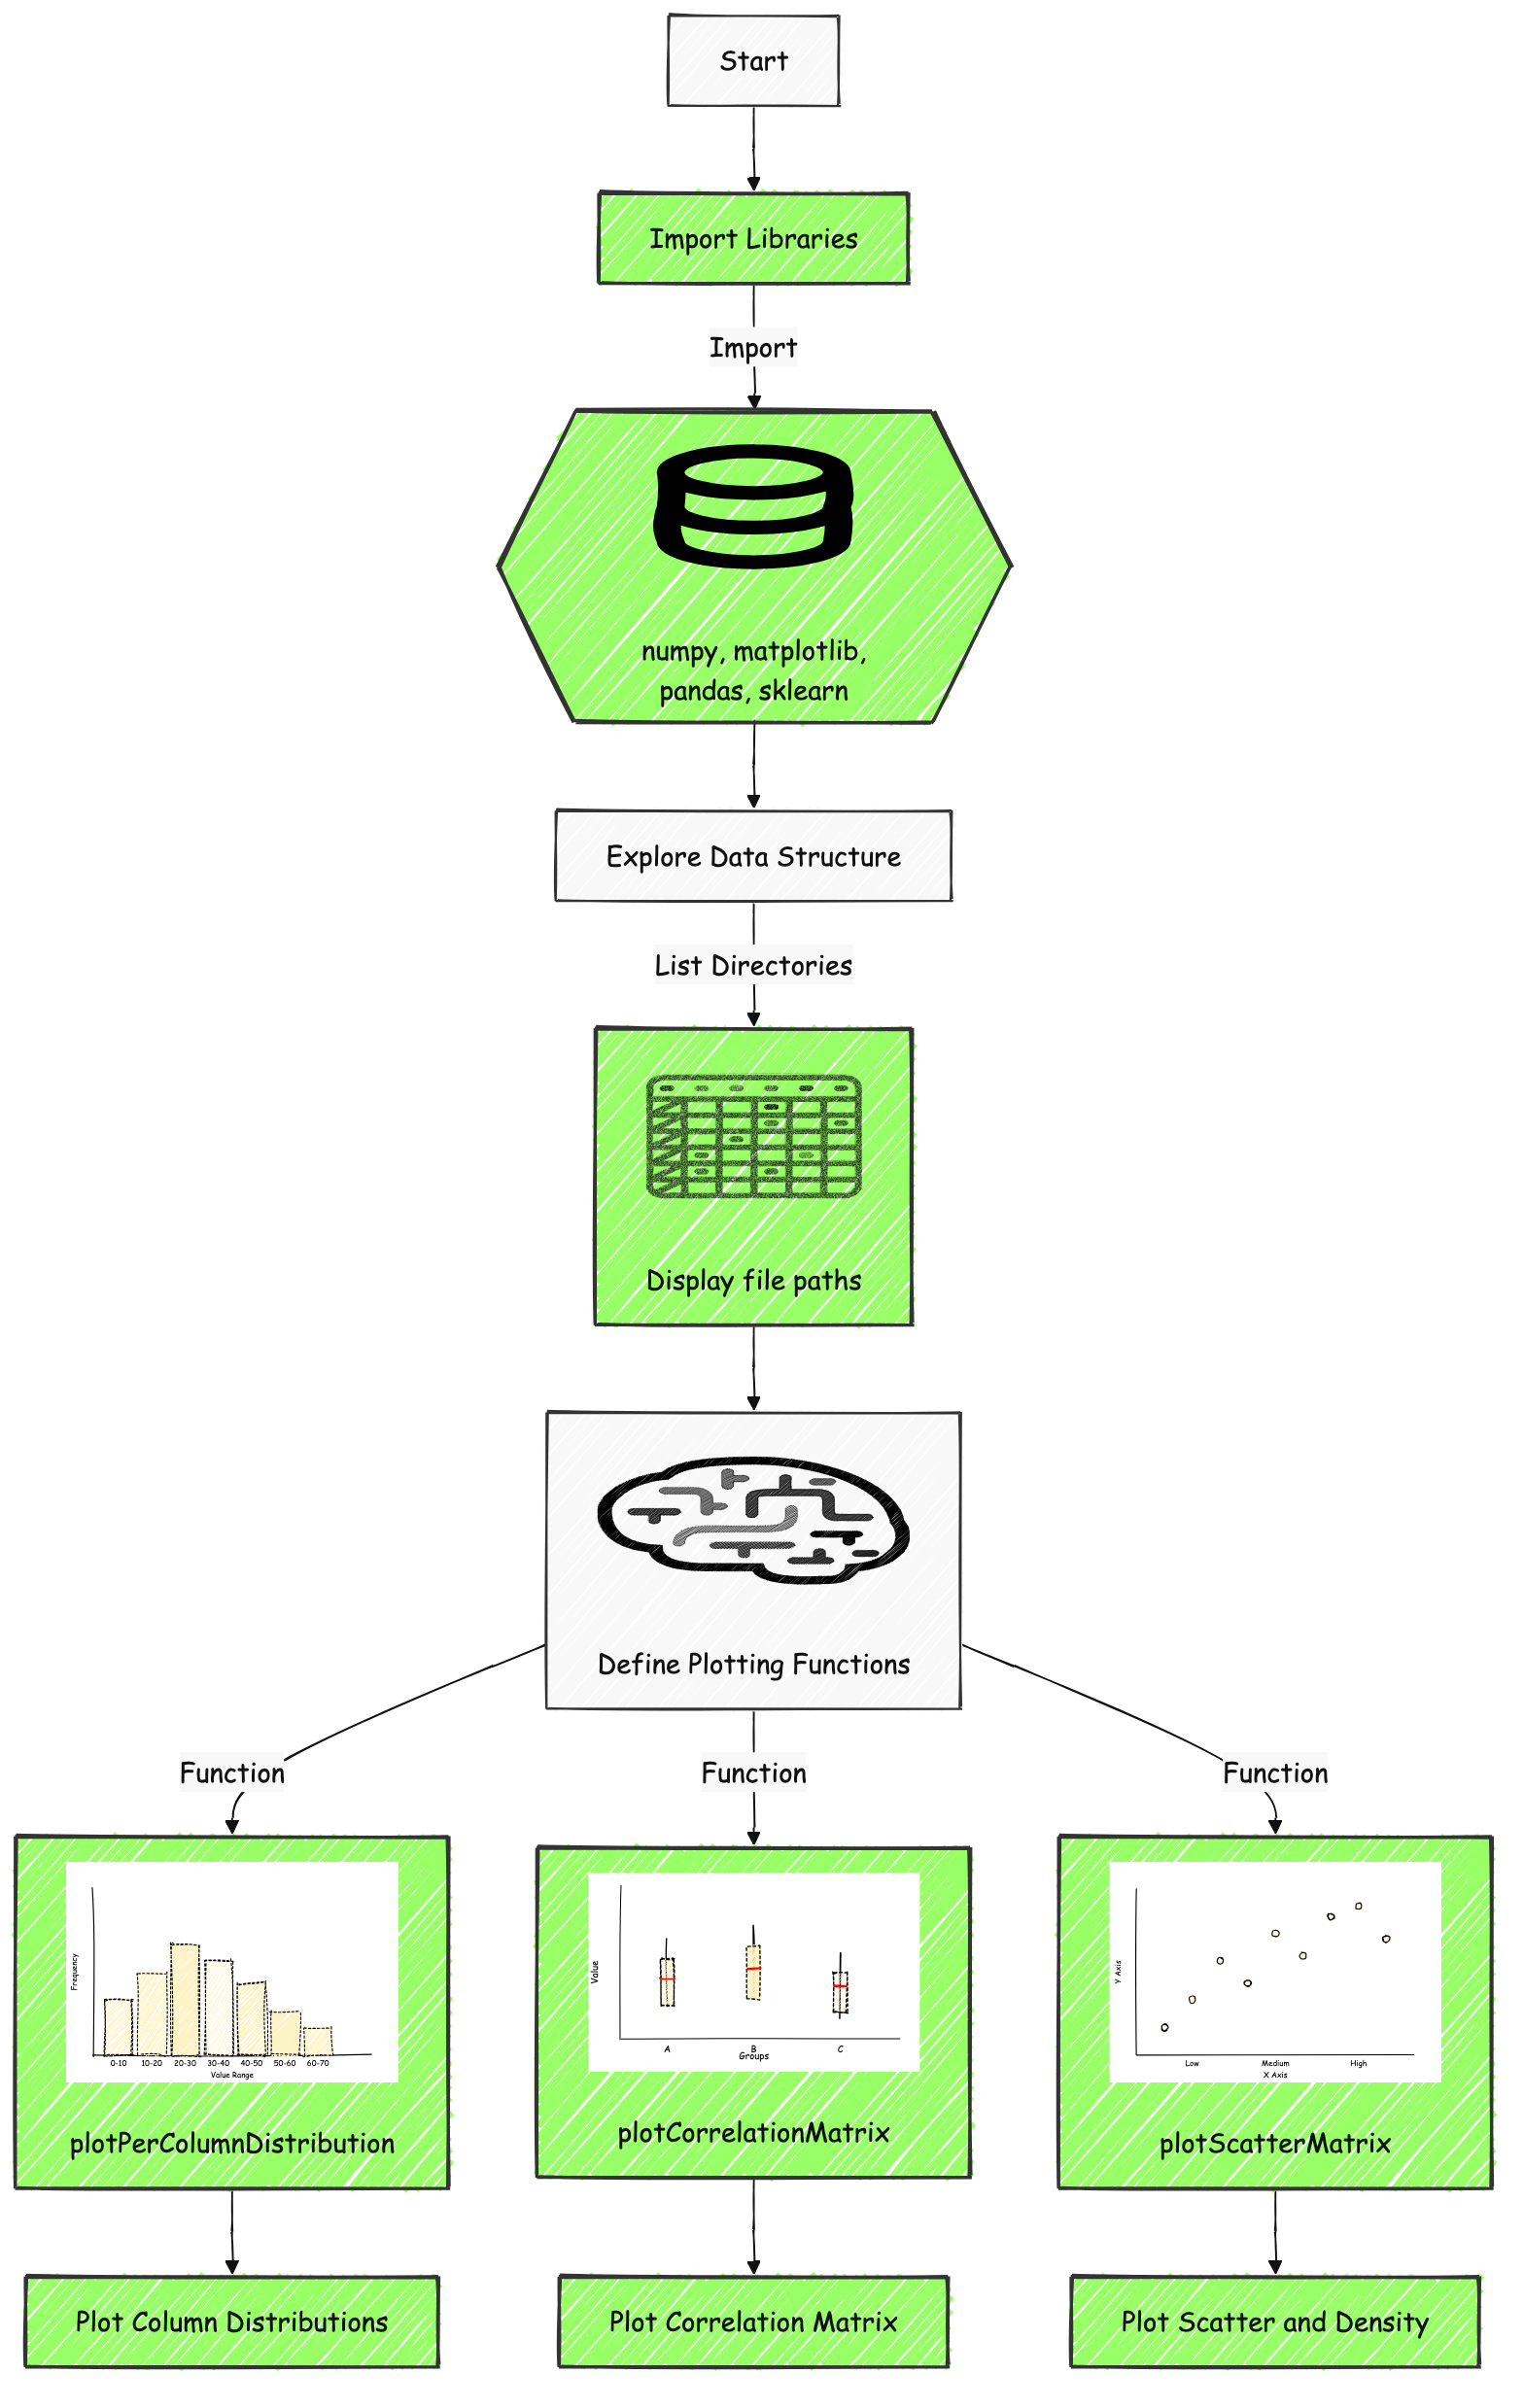 Start
Import Libraries
Import
numpy, matplotlib,
pandas, sklearn
Explore Data Structure
List Directories
Display file paths
Define Plotting Functions
Function
Function
Function
Frequency
0-10
10-20
20-30
30-40
40-50
50-60
60-70
Value Range
plotPerColumnDistribution
Value
A
B
C
Groups
plotCorrelationMatrix
Y Axis
Low
Medium
High
X Axis
plotScatterMatrix
Plot Column Distributions
Plot Correlation Matrix
Plot Scatter and Density